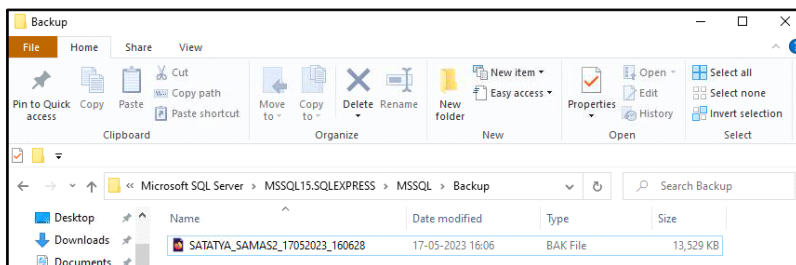 Backup
File Home Share View
Pin to Quick access
Copy
Paste
Cut
Copy path
Paste shortcut
Clipboard
Move to
Copy to
Delete
Rename
Organize
New folder
New item
Easy access
New
Properties
Open
Edit
History
Open
Select all
Select none
Invert selection
Select
« Microsoft SQL Server > MSSQL15.SQLEXPRESS > MSSQL > Backup
Search Backup
Desktop
Downloads
Documents
Name Date modified Type Size
SATATYA_SAMAS2_17052023_160628 17-05-2023 16:06 BAK File 13,529 KB